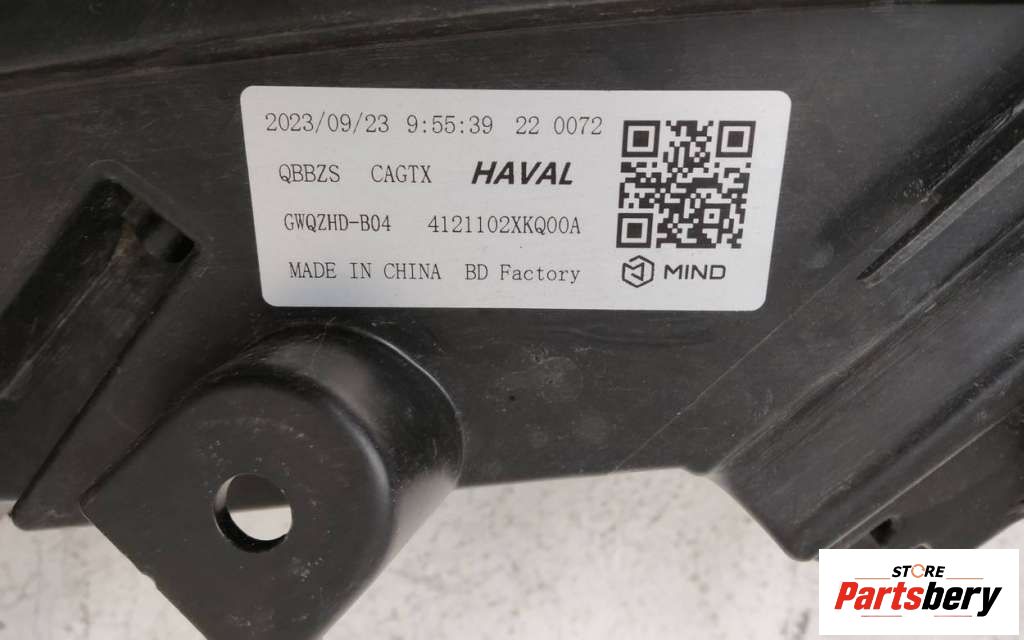 2023/09/23 9:55:39 22 0072
QBBZS CAGTX HAVAL
GWQZHD-B04 4121102XKQ00A
MADE IN CHINA BD Factory
MIND
STORE
Partsbery